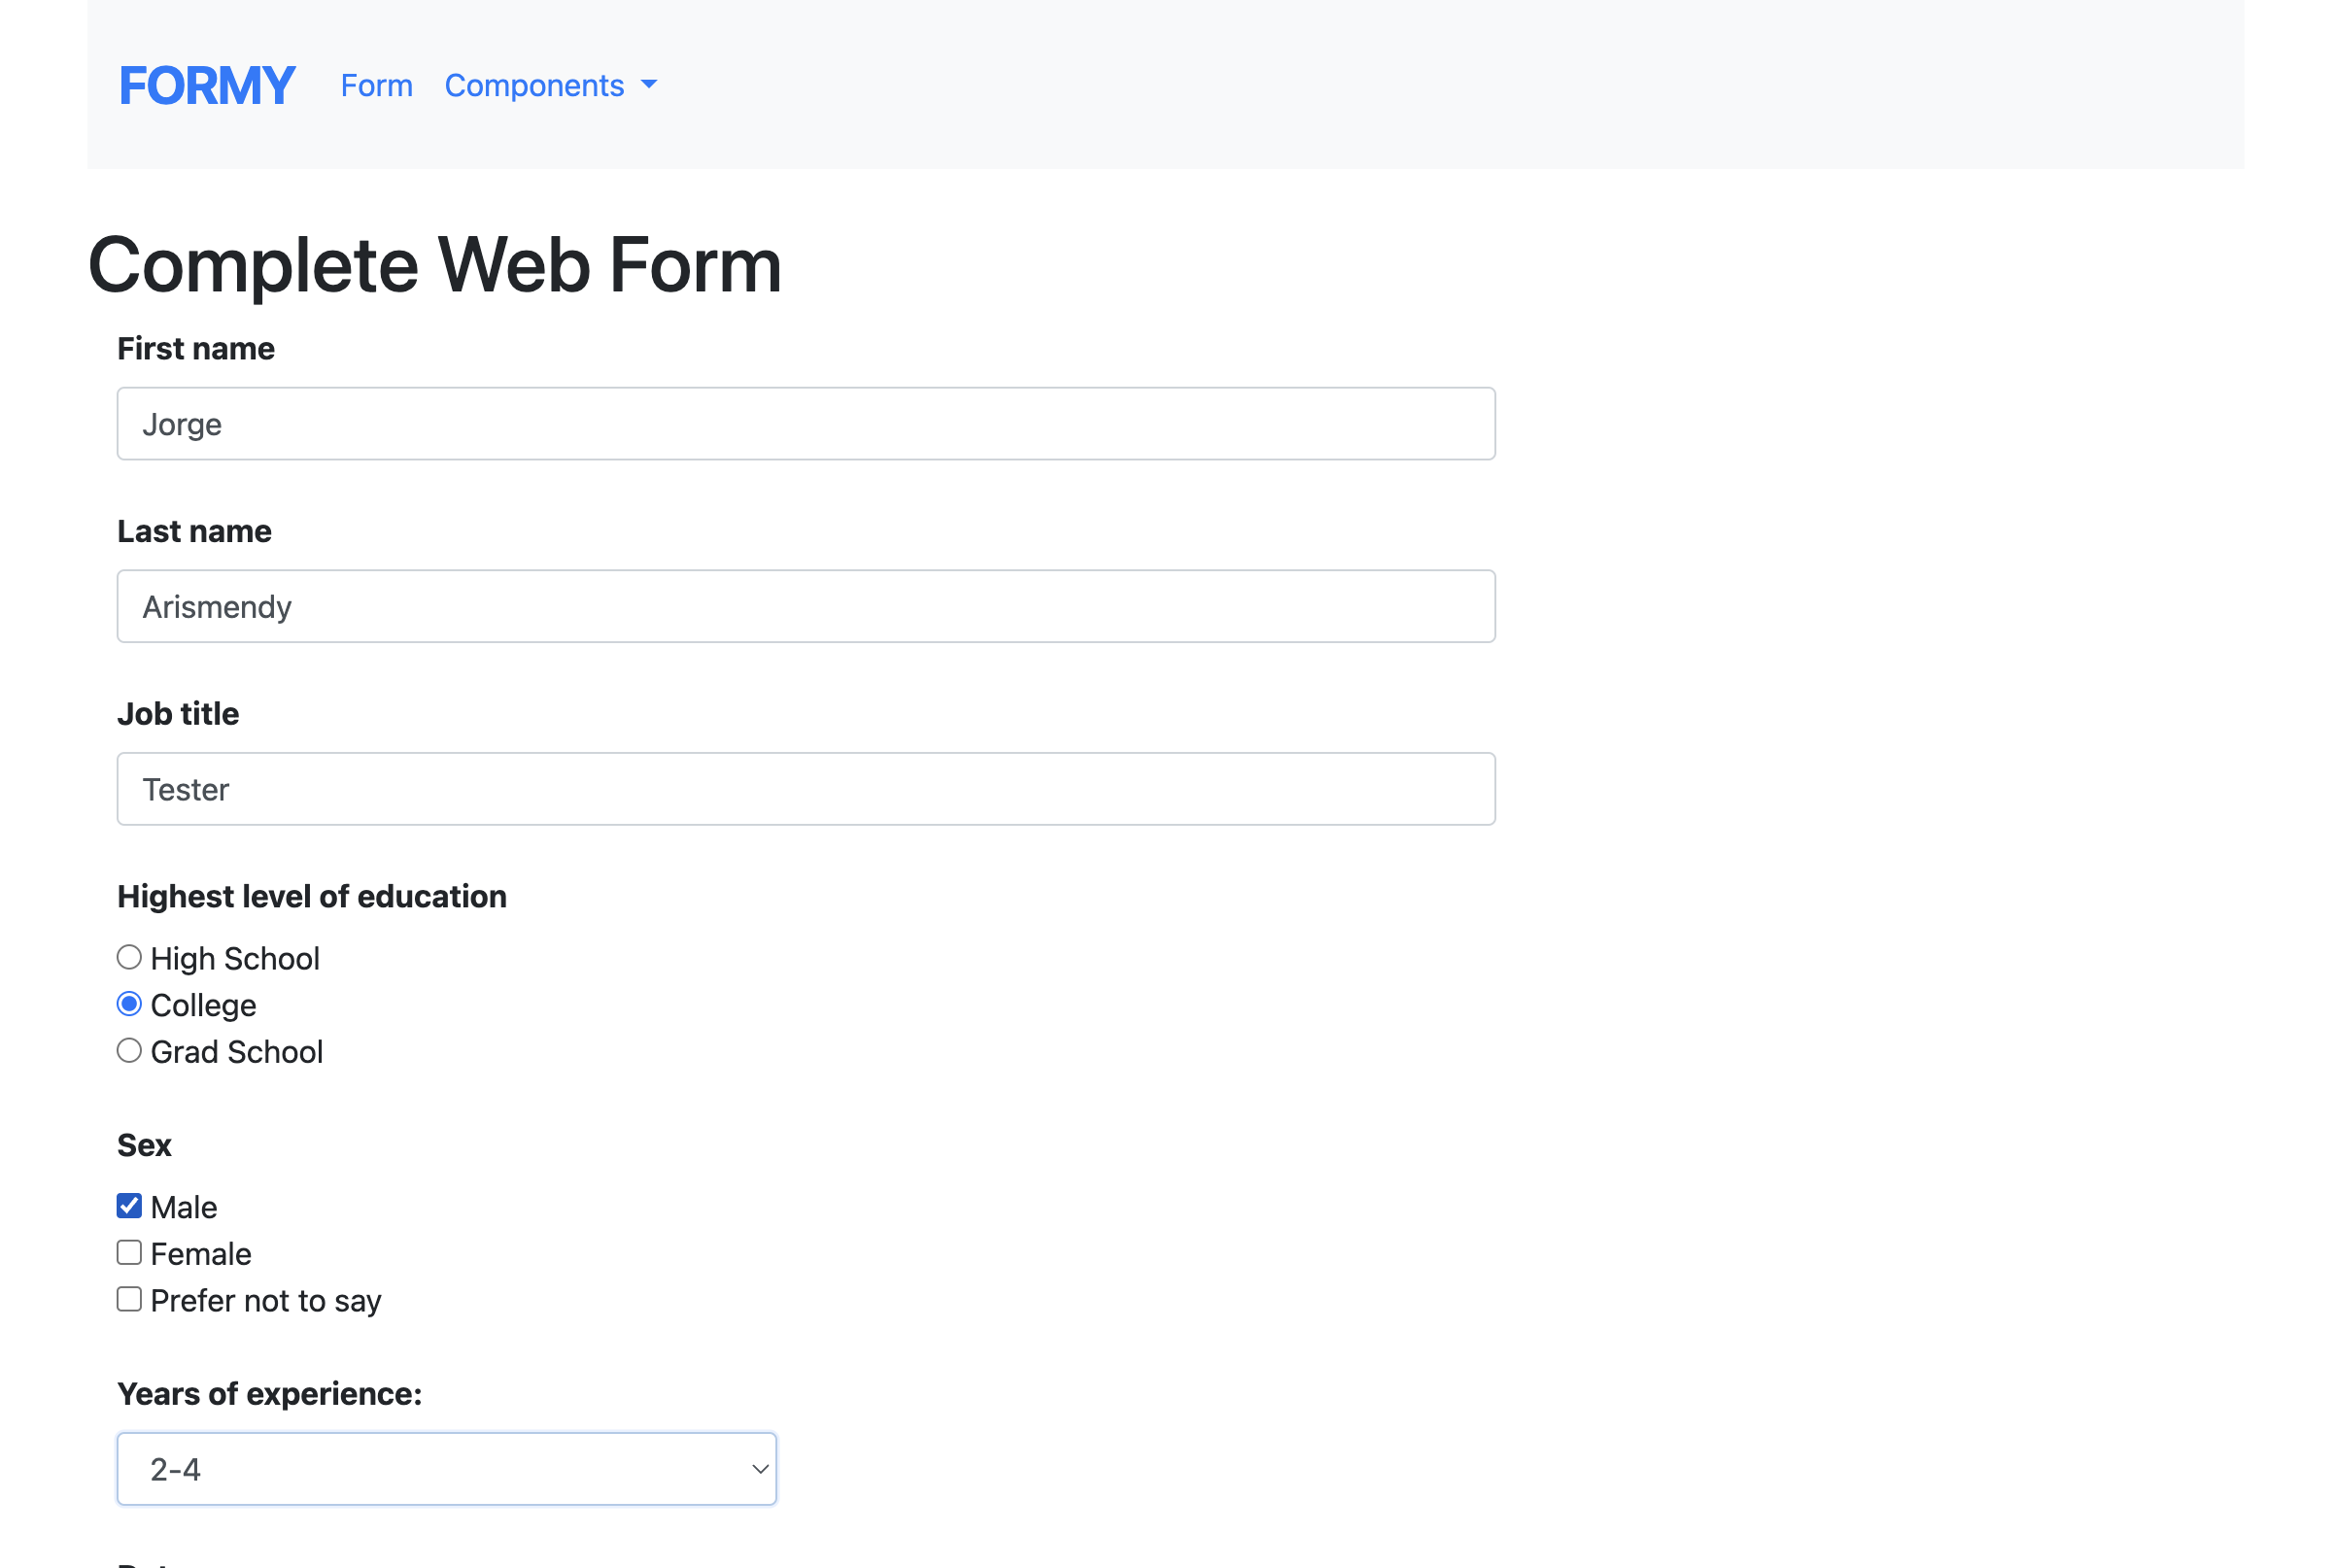 FORMY Form Components
Complete Web Form
First name
Jorge
Last name
Arismendy
Job title
Tester
Highest level of education
High School
College
Grad School
Sex
Male
Female
Prefer not to say
Years of experience:
2-4